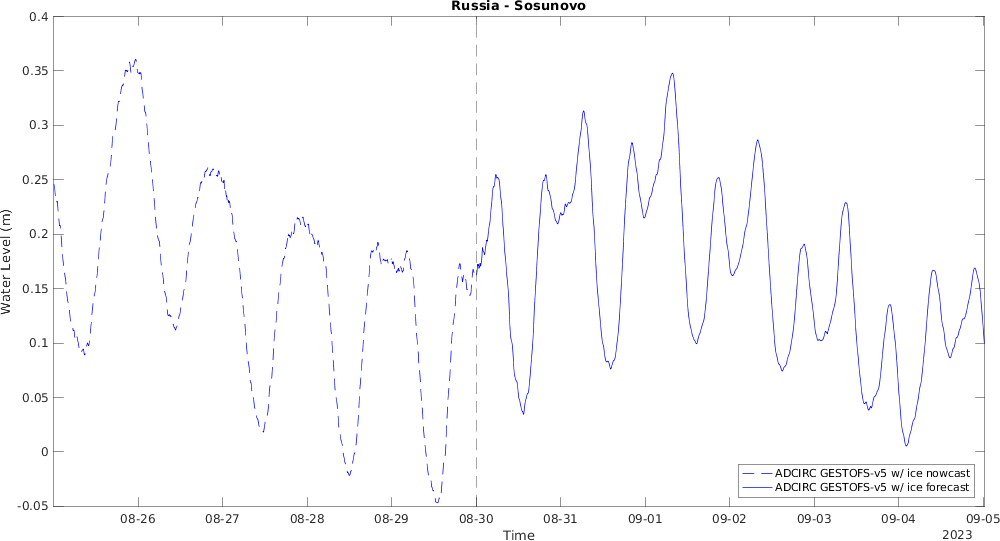 Russia - Sosunovo
0.4
0.35
0.3
0.25
0.2
0.15
0.1
0.05
0
-0.05
Water Level (m)
08-26 08-27 08-28 08-29 08-30 08-31 09-01 09-02 09-03 09-04 09-05
Time
2023
ADCIRC GESTOFS-v5 w/ ice nowcast
ADCIRC GESTOFS-v5 w/ ice forecast